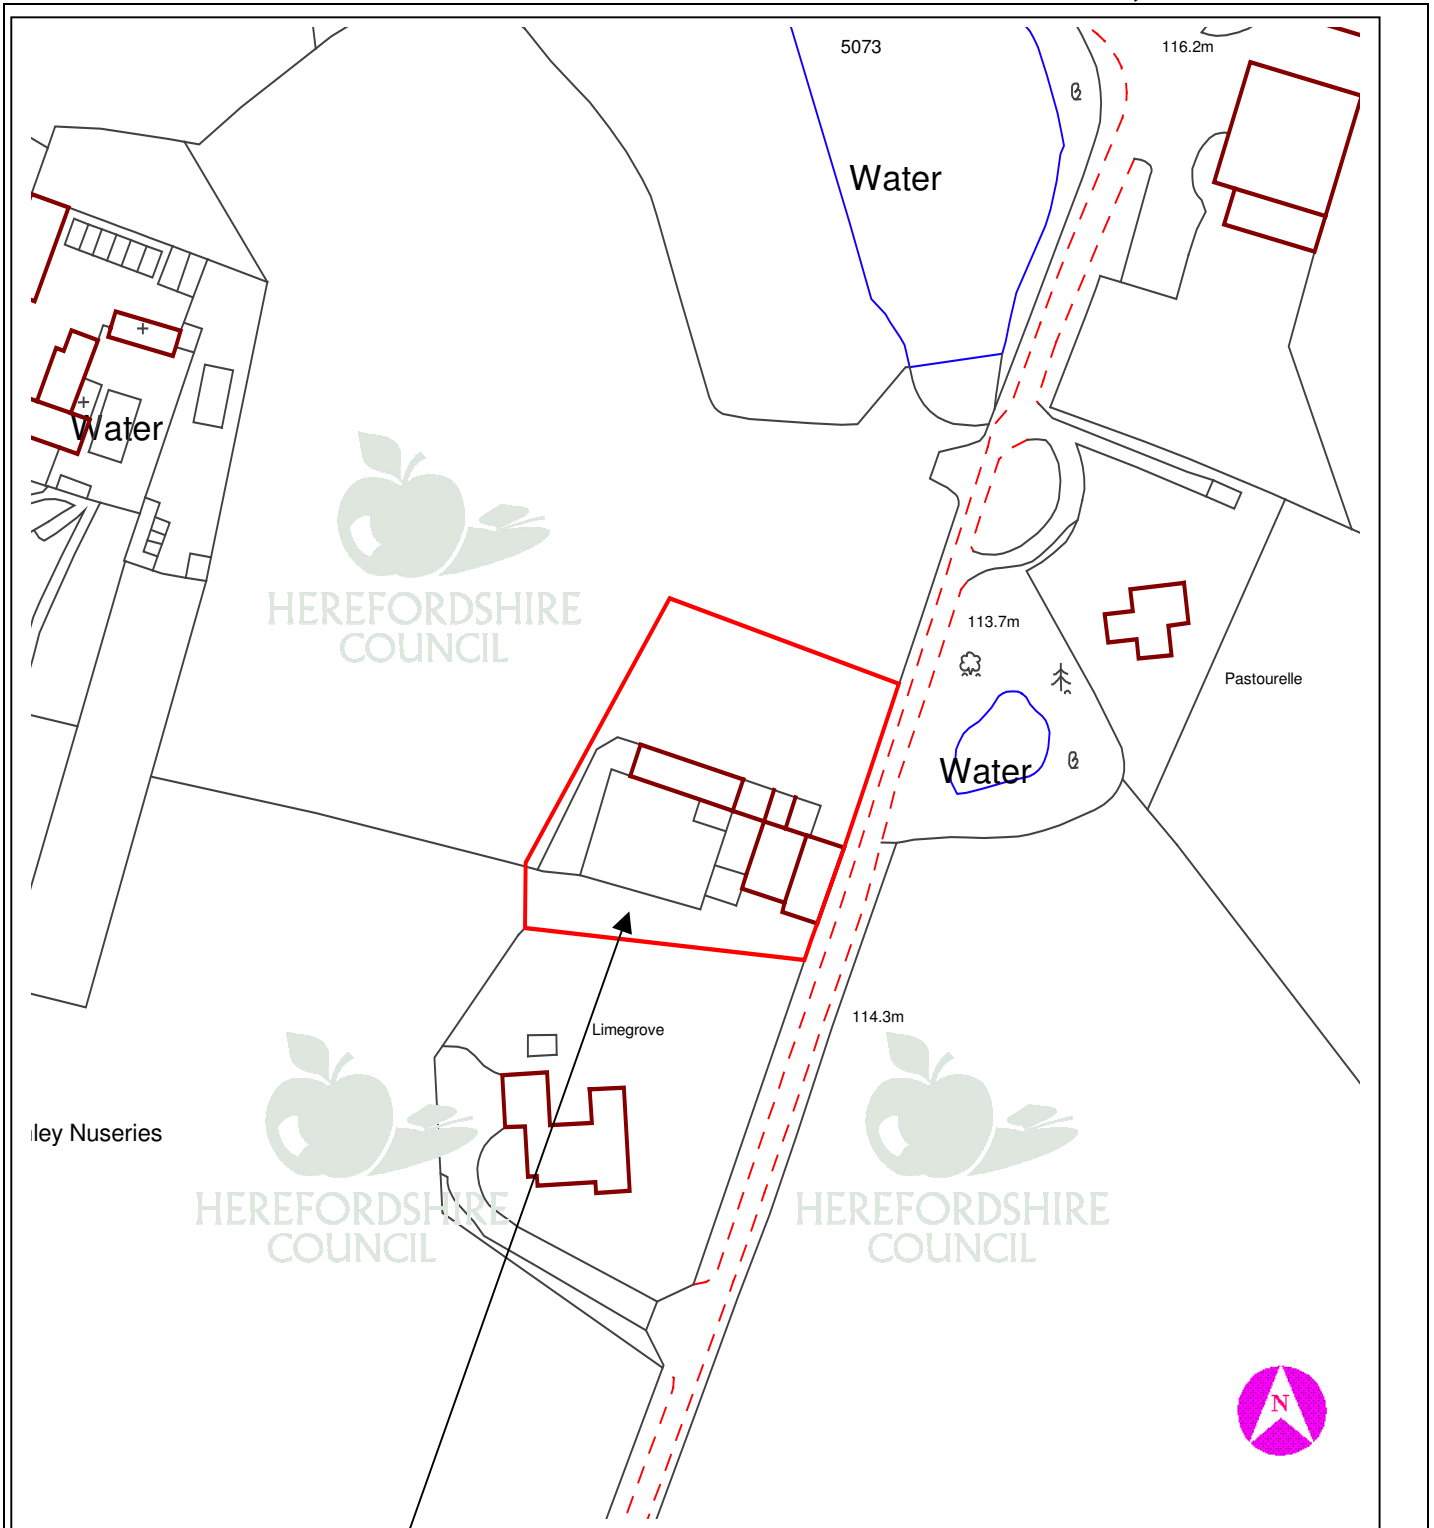 5073
116.2m
Water
Water
HEREFORDSHIRE
COUNCIL
113.7m
Pastourelle
Water
114.3m
Limegrove
ley Nuseries
HEREFORDSHIRE
COUNCIL
HEREFORDSHIRE
COUNCIL
N